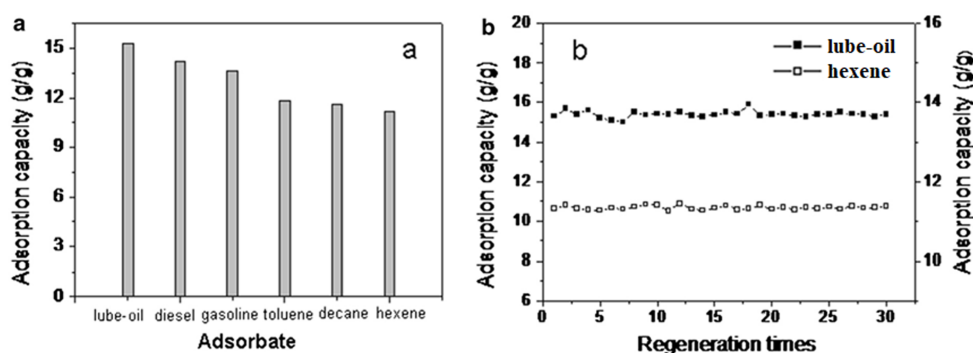 a
a
Adsorption capacity (g/g)
15
12
9
6
3
0
lube-oil diesel gasoline toluene decane hexene
Adsorbate
b
b
lube-oil
hexene
Adsorption capacity (g/g)
20
18
16
14
12
10
8
6
0 5 10 15 20 25 30
Regeneration times
16
14
12
11
Adsorption capacity (g/g)